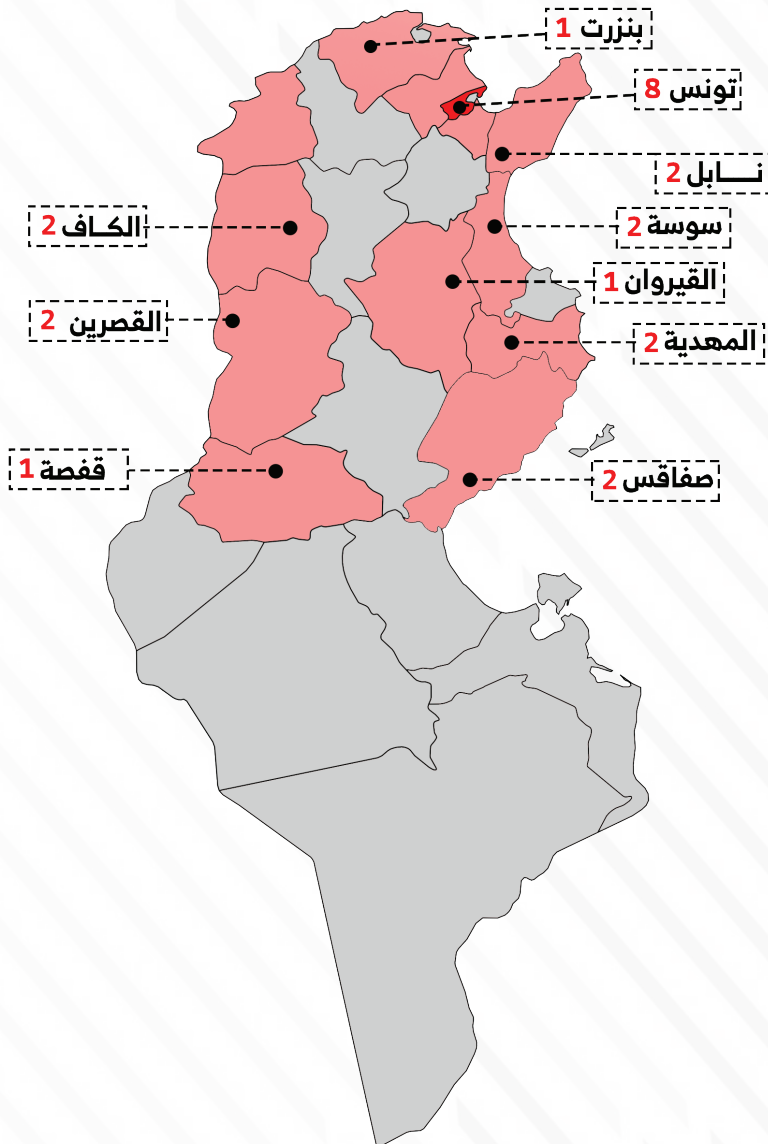 بنزرت 1
تونس 8
نـــابل 2
الكاف 2
سوسة 2
القيروان 1
القصرين 2
المهدية 2
قفصة 1
صفاقس 2